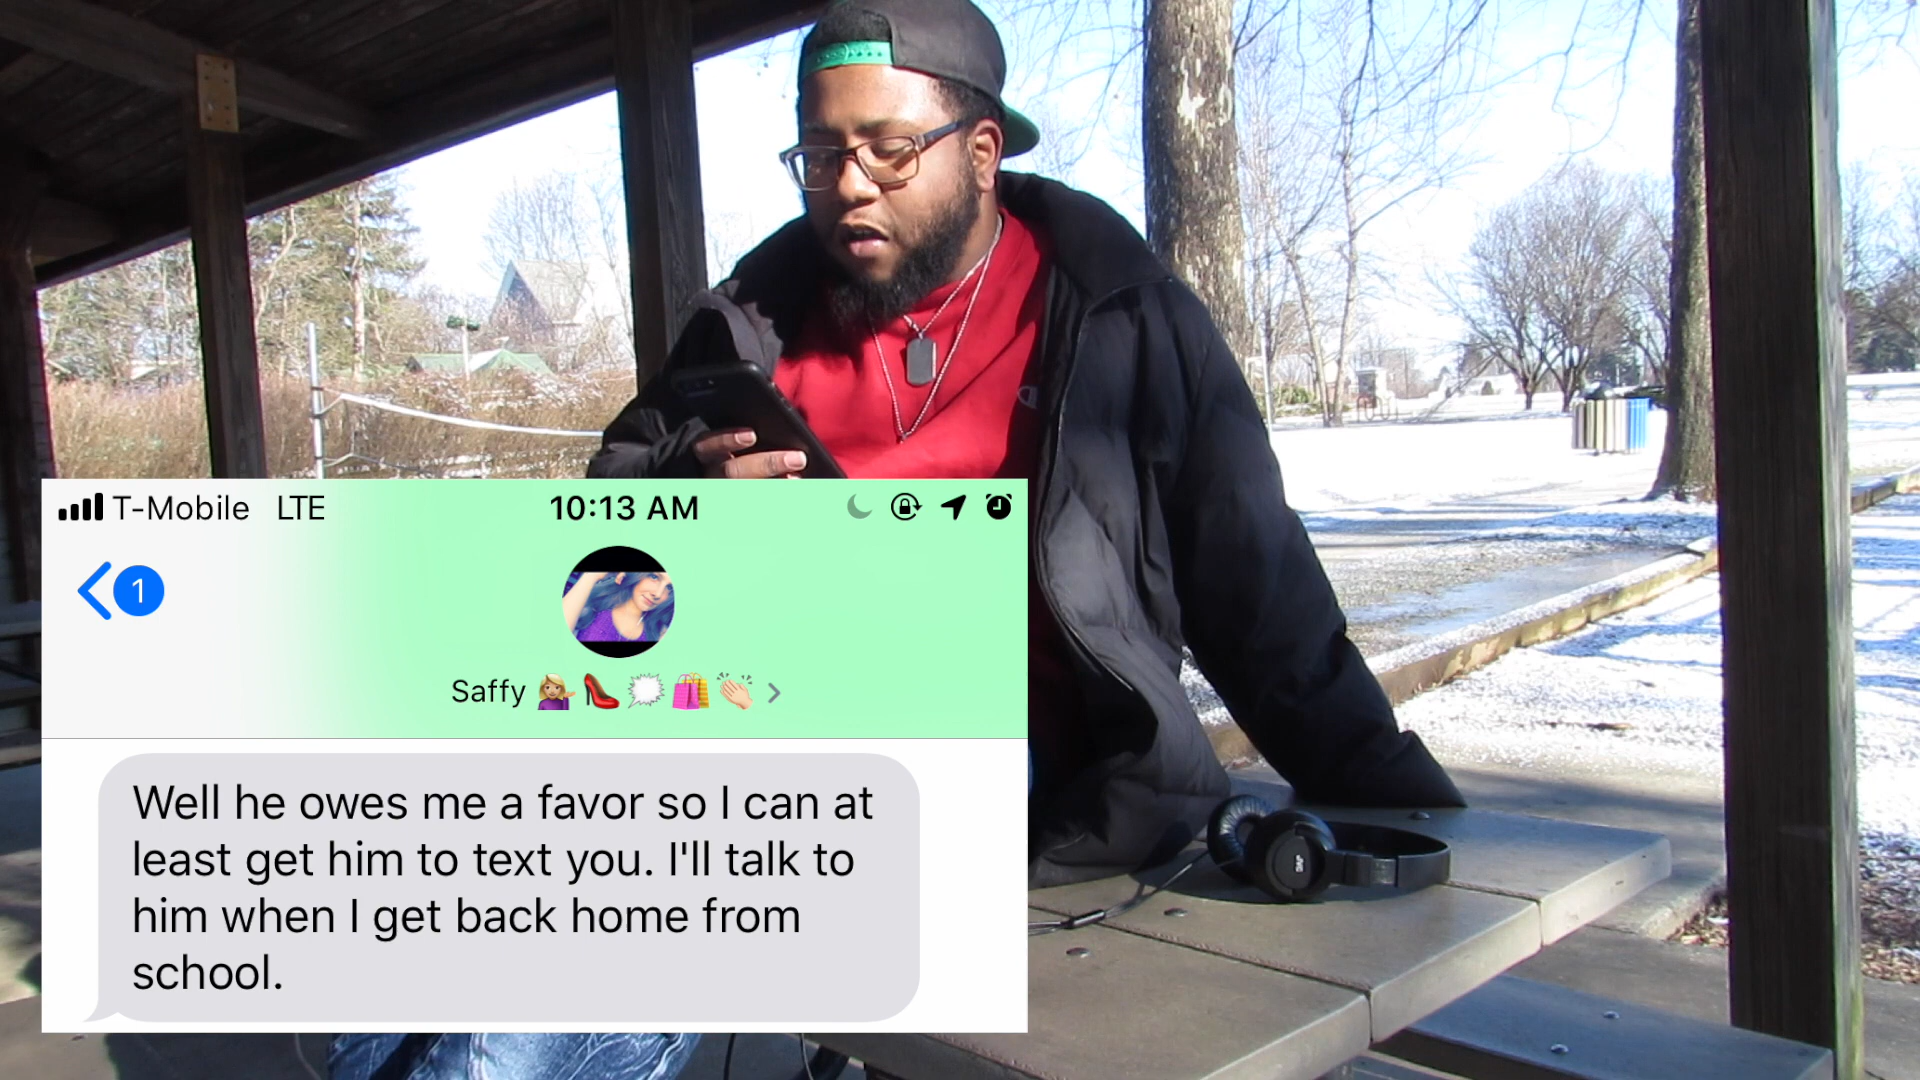 T-Mobile LTE 10:13 AM
1
Saffy 💁🏼‍♀️👠🗯️🛍️👏🏻 >
Well he owes me a favor so I can at
least get him to text you. I'll talk to
him when I get back home from
school.